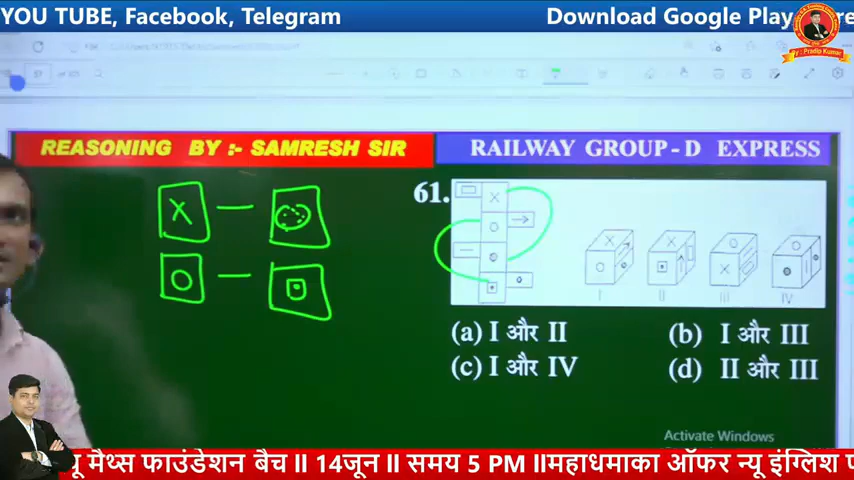 YOU TUBE, Facebook, Telegram
Download Google Play
Pradip Kumar
REASONING BY :- SAMRESH SIR
RAILWAY GROUP - D EXPRESS
61.
I II III IV
(a) I और II
(b) I और III
(c) I और IV
(d) II और III
Activate Windows
मैथ्स फाउंडेशन बैच II 14जून II समय 5 PM IIमहाधमाका ऑफर न्यू इंग्लिश